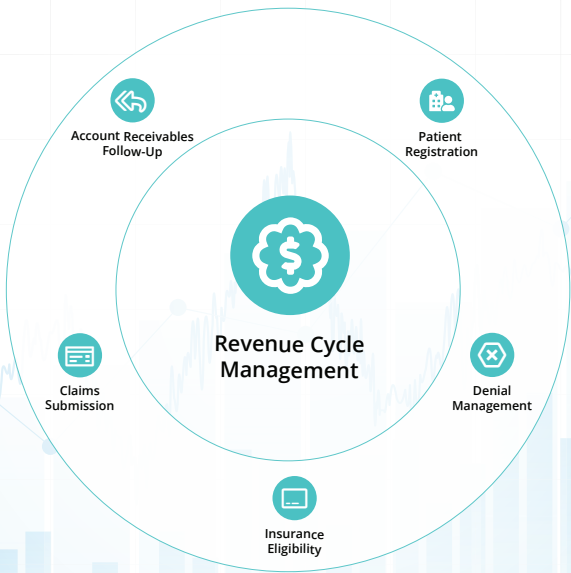 Account Receivables
Follow-Up
Patient
Registration
$
Revenue Cycle
Management
Claims
Submission
Denial
Management
Insurance
Eligibility